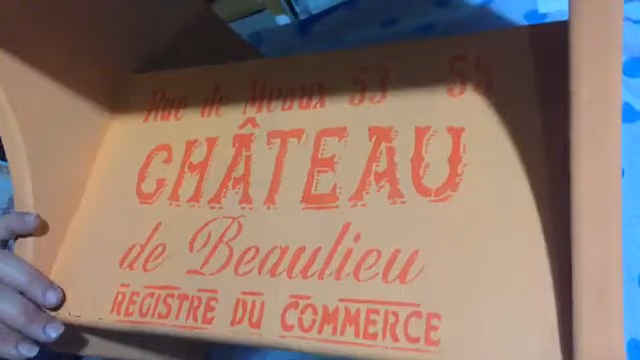 Rue de Meaux 53 55
CHÂTEAU
de Beaulieu
REGISTRE DU COMMERCE